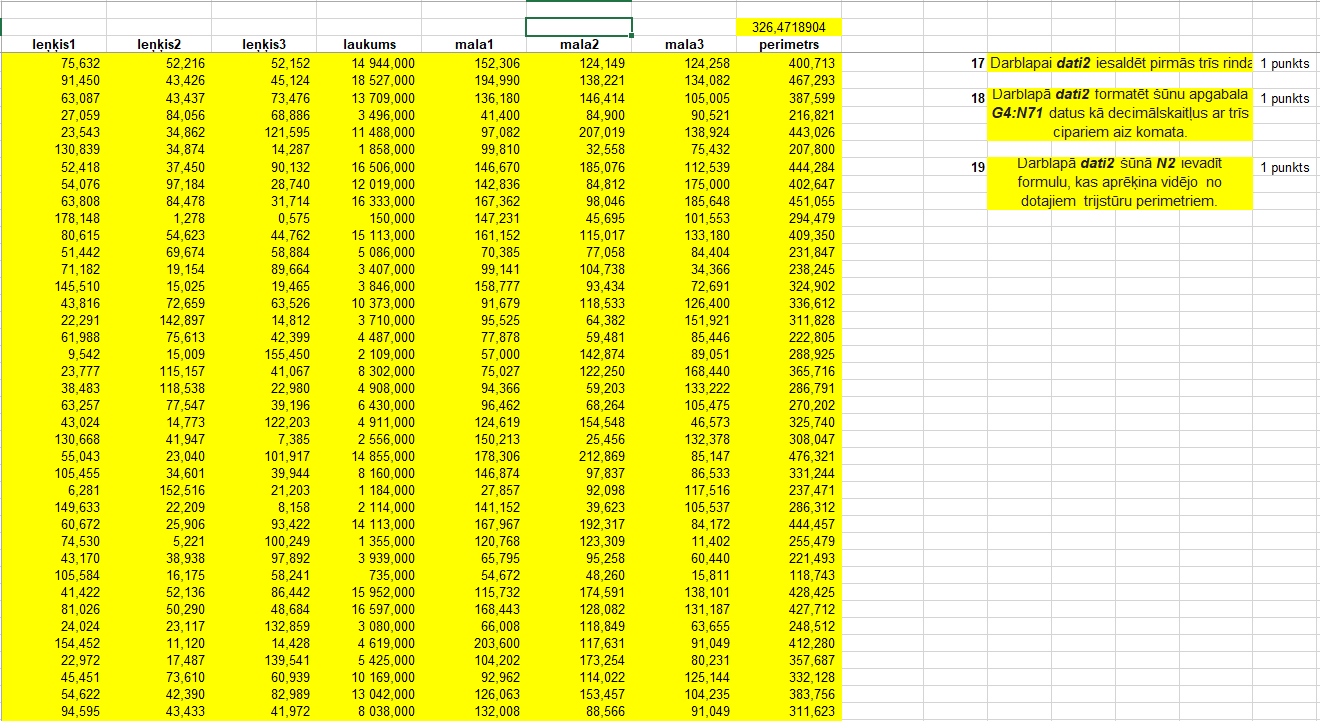 326,4718904
leņķis1 leņķis2 leņķis3 laukums mala1 mala2 mala3 perimetrs
75,632 52,216 52,152 14 944,000 152,306 124,149 124,258 400,713 17 Darblapai dati2 iesaldēt pirmās trīs rinda 1 punkts
91,450 43,426 45,124 18 527,000 194,990 138,221 134,082 467,293
63,087 43,437 73,476 13 709,000 136,180 146,414 105,005 387,599 18 Darblapā dati2 formatēt šūnu apgabala 1 punkts
27,059 84,056 68,886 3 496,000 41,400 84,900 90,521 216,821 G4:N71 datus kā decimālskaitļus ar trīs
23,543 34,862 121,595 11 488,000 97,082 207,019 138,924 443,026 cipariem aiz komata.
130,839 34,874 14,287 1 858,000 99,810 32,558 75,432 207,800
52,418 37,450 90,132 16 506,000 146,670 185,076 112,539 444,284 19 Darblapā dati2 šūnā N2 ievadīt 1 punkts
54,076 97,184 28,740 12 019,000 142,836 84,812 175,000 402,647 formulu, kas aprēķina vidējo no
63,808 84,478 31,714 16 333,000 167,362 98,046 185,648 451,055 dotajiem trijstūru perimetriem.
178,148 1,278 0,575 150,000 147,231 45,695 101,553 294,479
80,615 54,623 44,762 15 113,000 161,152 115,017 133,180 409,350
51,442 69,674 58,884 5 086,000 70,385 77,058 84,404 231,847
71,182 19,154 89,664 3 407,000 99,141 104,738 34,366 238,245
145,510 15,025 19,465 3 846,000 158,777 93,434 72,691 324,902
43,816 72,659 63,526 10 373,000 91,679 118,533 126,400 336,612
22,291 142,897 14,812 3 710,000 95,525 64,382 151,921 311,828
61,988 75,613 42,399 4 487,000 77,878 59,481 85,446 222,805
9,542 15,009 155,450 2 109,000 57,000 142,874 89,051 288,925
23,777 115,157 41,067 8 302,000 75,027 122,250 168,440 365,716
38,483 118,538 22,980 4 908,000 94,366 59,203 133,222 286,791
63,257 77,547 39,196 6 430,000 96,462 68,264 105,475 270,202
43,024 14,773 122,203 4 911,000 124,619 154,548 46,573 325,740
130,668 41,947 7,385 2 556,000 150,213 25,456 132,378 308,047
55,043 23,040 101,917 14 855,000 178,306 212,869 85,147 476,321
105,455 34,601 39,944 8 160,000 146,874 97,837 86,533 331,244
6,281 152,516 21,203 1 184,000 27,857 92,098 117,516 237,471
149,633 22,209 8,158 2 114,000 141,152 39,623 105,537 286,312
60,672 25,906 93,422 14 113,000 167,967 192,317 84,172 444,457
74,530 5,221 100,249 1 355,000 120,768 123,309 11,402 255,479
43,170 38,938 97,892 3 939,000 65,795 95,258 60,440 221,493
105,584 16,175 58,241 735,000 54,672 48,260 15,811 118,743
41,422 52,136 86,442 15 952,000 115,732 174,591 138,101 428,425
81,026 50,290 48,684 16 597,000 168,443 128,082 131,187 427,712
24,024 23,117 132,859 3 080,000 66,008 118,849 63,655 248,512
154,452 11,120 14,428 4 619,000 203,600 117,631 91,049 412,280
22,972 17,487 139,541 5 425,000 104,202 173,254 80,231 357,687
45,451 73,610 60,939 10 169,000 92,962 114,022 125,144 332,128
54,622 42,390 82,989 13 042,000 126,063 153,457 104,235 383,756
94,595 43,433 41,972 8 038,000 132,008 88,566 91,049 311,623